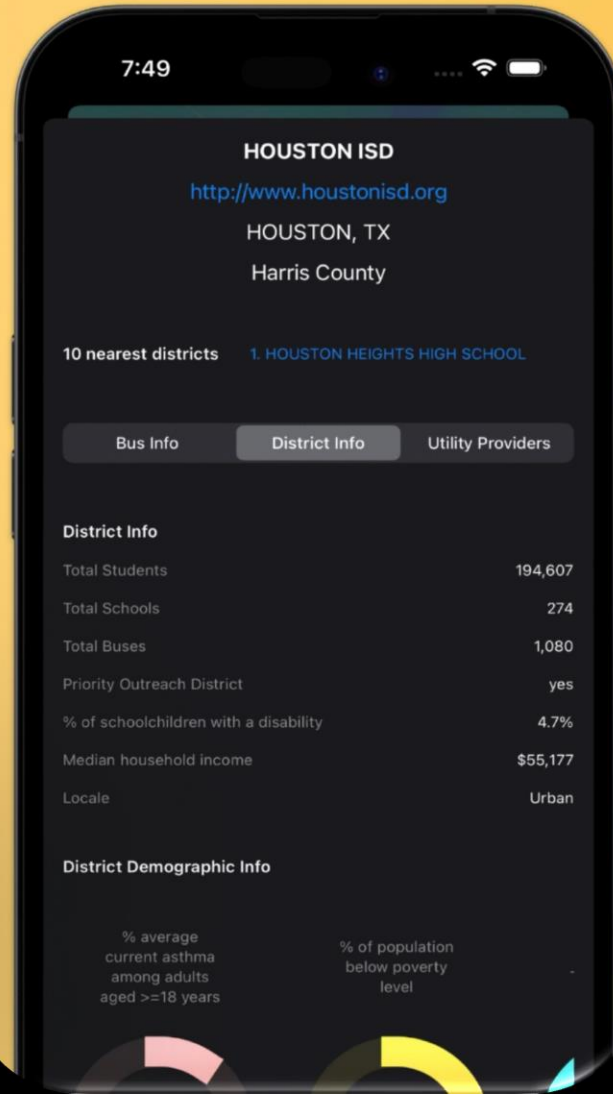 7:49
HOUSTON ISD
http://www.houstonisd.org
HOUSTON, TX
Harris County
10 nearest districts 1. HOUSTON HEIGHTS HIGH SCHOOL
Bus Info District Info Utility Providers
District Info
Total Students 194,607
Total Schools 274
Total Buses 1,080
Priority Outreach District yes
% of schoolchildren with a disability 4.7%
Median household income $55,177
Locale Urban
District Demographic Info
% average
current asthma
among adults
aged >=18 years
% of population
below poverty
level